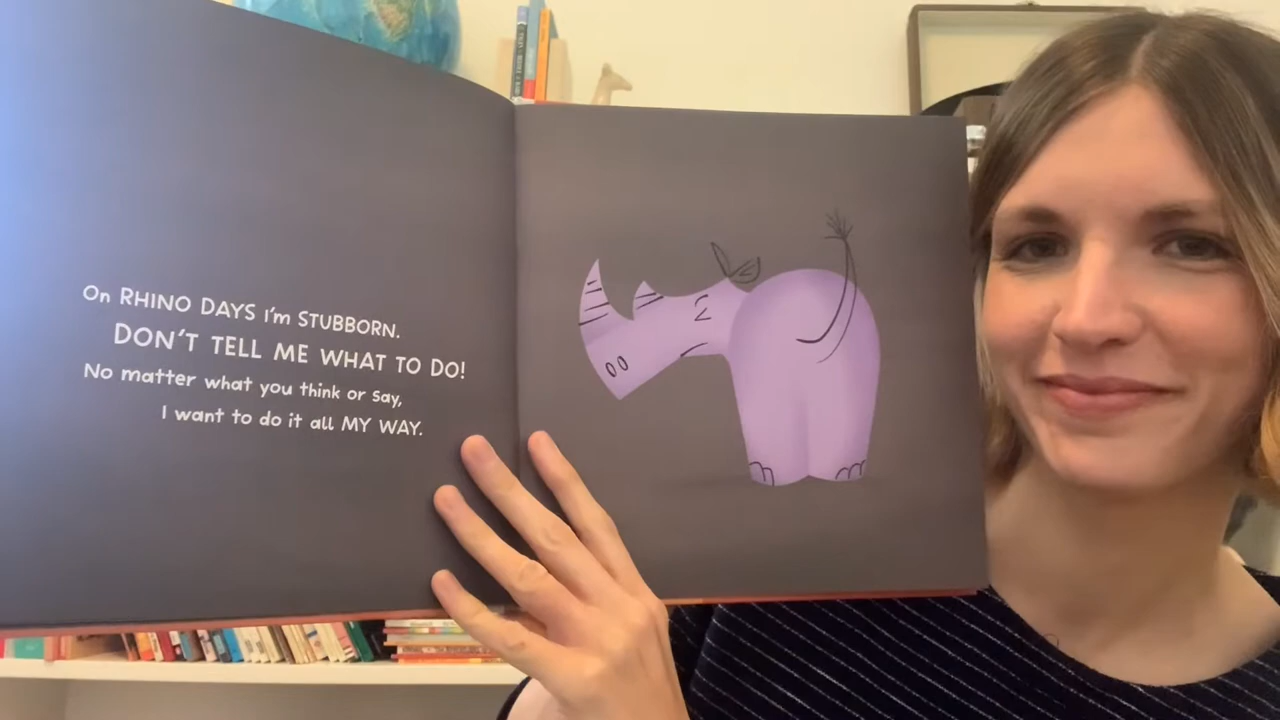 On RHINO DAYS I'm STUBBORN.
DON'T TELL ME WHAT TO DO!
No matter what you think or say,
I want to do it all MY WAY.